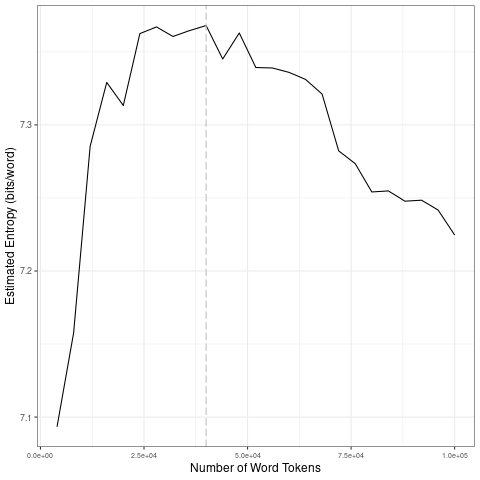 Estimated Entropy (bits/word)
7.3
7.2
7.1
0.0e+00 2.5e+04 5.0e+04 7.5e+04 1.0e+05
Number of Word Tokens